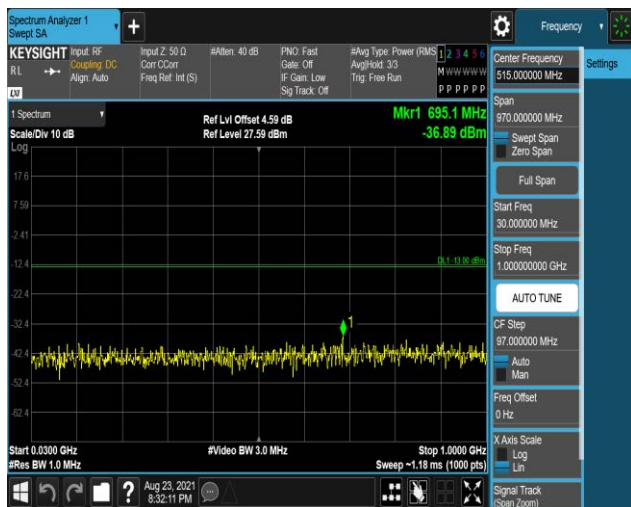 Spectrum Analyzer 1
Swept SA
Frequency
KEYSIGHT
Input: RF
Coupling: DC
Align: Auto
Input Z: 50 Ω
Corr CCorr
Freq Ref: Int (S)
#Atten: 40 dB
PNO: Fast
Gate: Off
IF Gain: Low
Sig Track: Off
#Avg Type: Power (RMS
Avg|Hold: 3/3
Trig: Free Run
1 2 3 4 5 6
M W W W W W
P P P P P P
RL
LXI
1 Spectrum
Scale/Div 10 dB
Log
Ref Lvl Offset 4.59 dB
Ref Level 27.59 dBm
Mkr1 695.1 MHz
-36.89 dBm
17.6
7.59
-2.41
-12.4
-22.4
-32.4
-42.4
-52.4
-62.4
DL1 -13.00 dBm
1
Start 0.0300 GHz
#Res BW 1.0 MHz
#Video BW 3.0 MHz
Stop 1.0000 GHz
Sweep ~1.18 ms (1000 pts)
Aug 23, 2021
8:32:11 PM
Center Frequency
515.000000 MHz
Span
970.000000 MHz
Swept Span
Zero Span
Full Span
Start Freq
30.000000 MHz
Stop Freq
1.000000000 GHz
AUTO TUNE
CF Step
97.000000 MHz
Auto
Man
Freq Offset
0 Hz
X Axis Scale
Log
Lin
Signal Track
(Span Zoom)
Settings